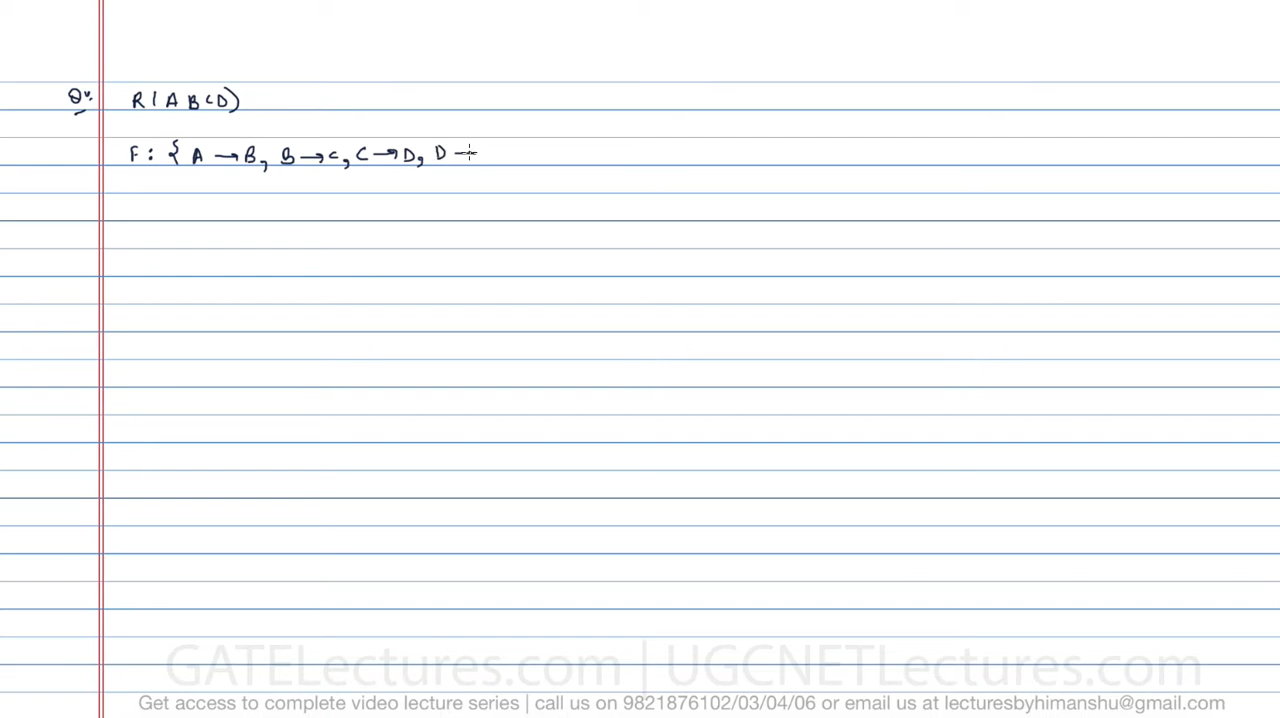 Qu. R(ABCD)
F: { A → B, B → C, C → D, D →
GATELectures.com | UGCNETLectures.com
Get access to complete video lecture series | call us on 9821876102/03/04/06 or email us at lecturesbyhimanshu@gmail.com